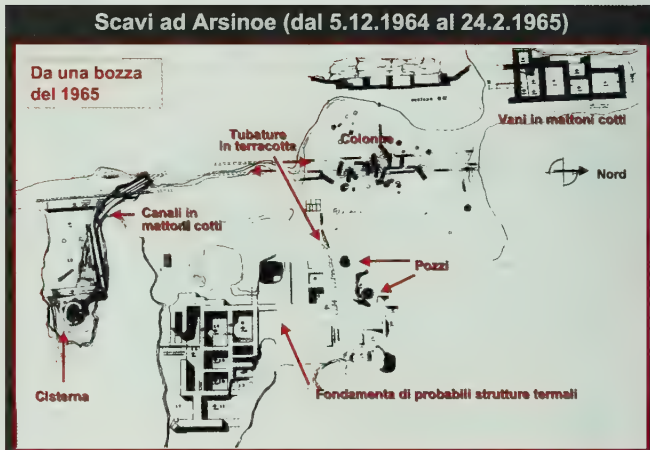 Scavi ad Arsinoe (dal 5.12.1964 al 24.2.1965)
Da una bozza
del 1965
Vani in mattoni cotti
Tubature
in terracotta
Colonne
Nord
Canali in
mattoni cotti
Pozzi
Cisterna
Fondamenta di probabili strutture termali